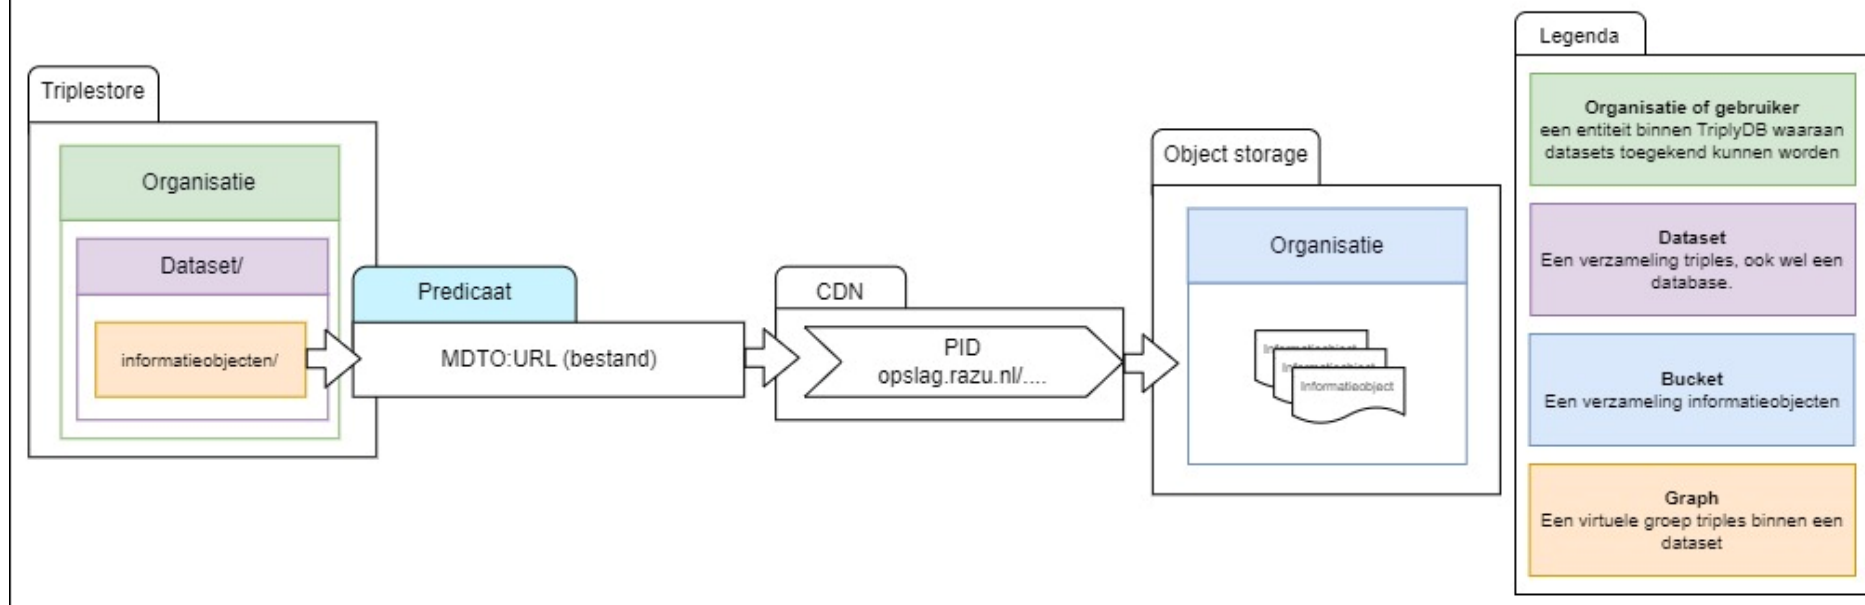 Triplestore
Organisatie
Dataset/
informatieobjecten/
Predicaat
MDTO:URL (bestand)
CDN
PID
opslag.razu.nl/....
Object storage
Organisatie
Informatieobject
Informatieobject
Informatieobject
Legenda
Organisatie of gebruiker
een entiteit binnen TriplyDB waaraan
datasets toegekend kunnen worden
Dataset
Een verzameling triples, ook wel een
database.
Bucket
Een verzameling informatieobjecten
Graph
Een virtuele groep triples binnen een
dataset